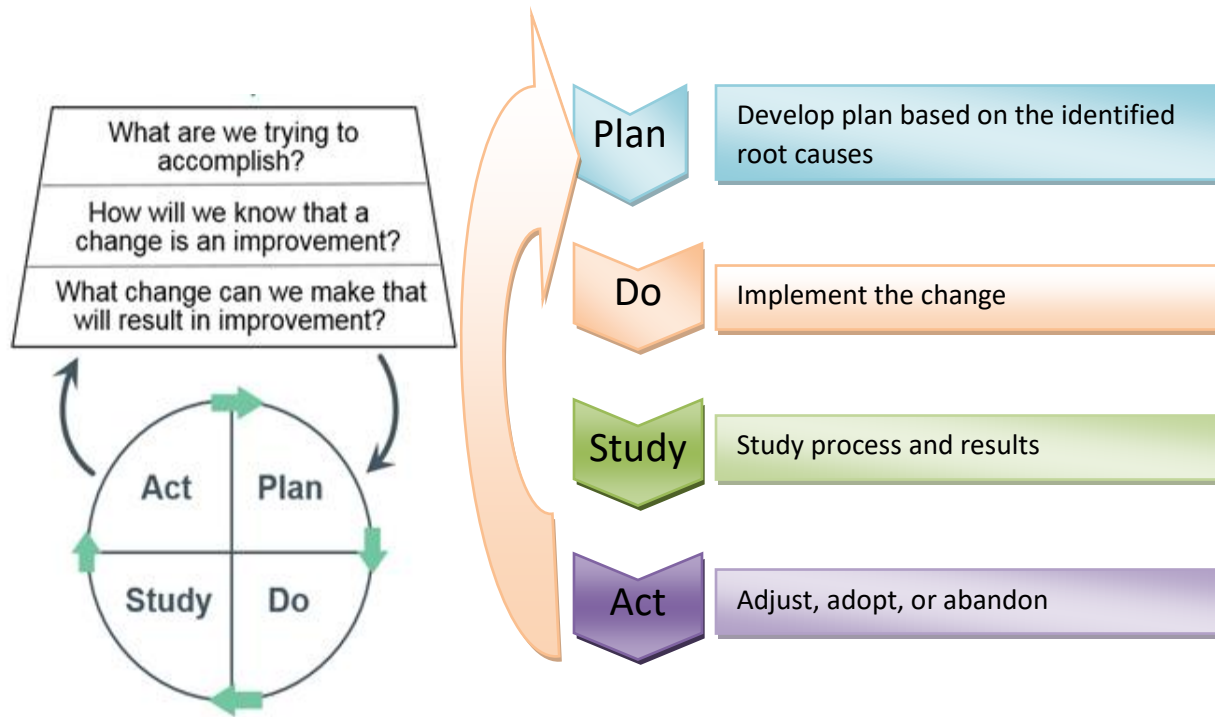 What are we trying to
accomplish?
How will we know that a
change is an improvement?
What change can we make that
will result in improvement?
Act
Plan
Study
Do
Plan
Develop plan based on the identified
root causes
Do
Implement the change
Study
Study process and results
Act
Adjust, adopt, or abandon